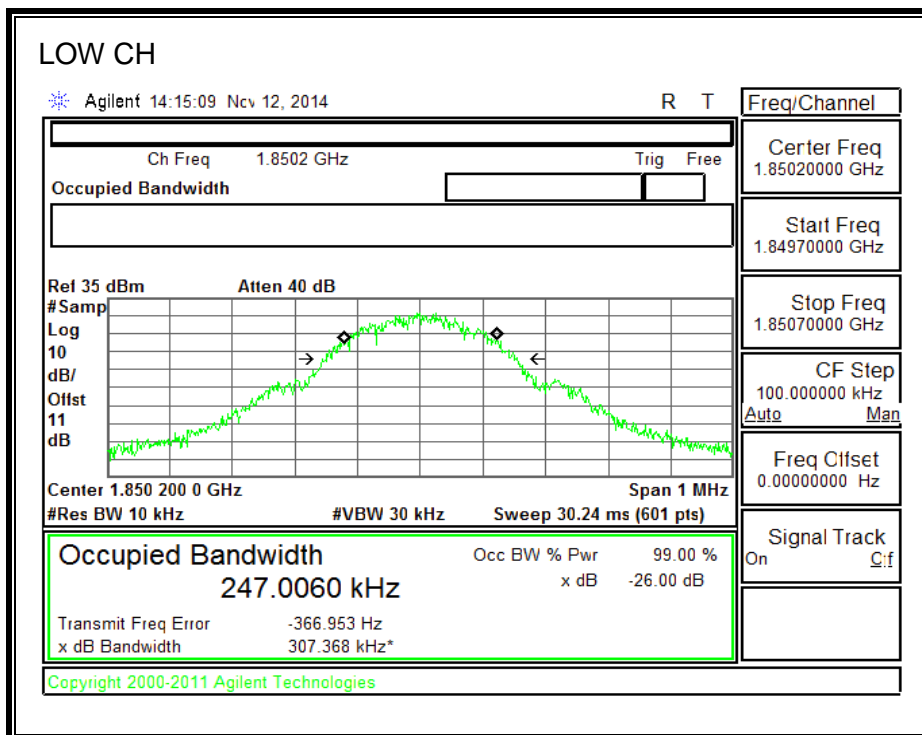 LOW CH
Agilent 14:15:09 Nov 12, 2014 R T
Freq/Channel
Ch Freq 1.8502 GHz Trig Free
Occupied Bandwidth
Center Freq
1.85020000 GHz
Start Freq
1.84970000 GHz
Stop Freq
1.85070000 GHz
CF Step
100.000000 kHz
Auto Man
Freq Offset
0.00000000 Hz
Signal Track
On Off
Ref 35 dBm Atten 40 dB
#Samp
Log
10
dB/
Offst
11
dB
Center 1.850 200 0 GHz Span 1 MHz
#Res BW 10 kHz #VBW 30 kHz Sweep 30.24 ms (601 pts)
Occupied Bandwidth Occ BW % Pwr 99.00 %
247.0060 kHz x dB -26.00 dB
Transmit Freq Error -366.953 Hz
x dB Bandwidth 307.368 kHz*
Copyright 2000-2011 Agilent Technologies